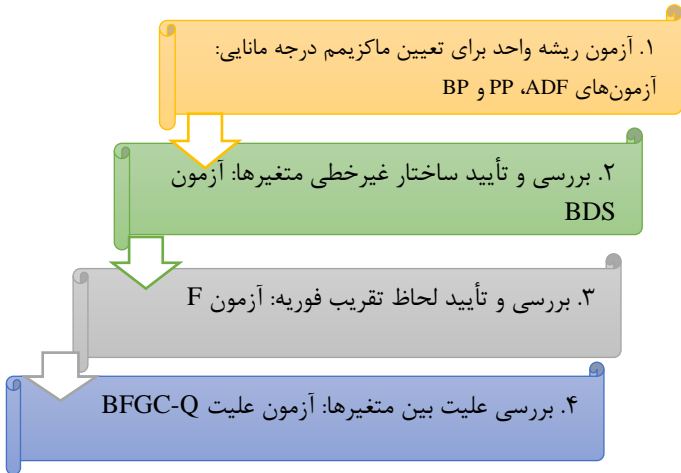 ۱. آزمون ریشه واحد برای تعیین ماکزیمم درجه مانایی:
آزمون‌های ADF، PP و BP
۲. بررسی و تأیید ساختار غیرخطی متغیرها: آزمون
BDS
۳. بررسی و تأیید لحاظ تقریب فوریه: آزمون F
۴. بررسی علیت بین متغیرها: آزمون علیت BFGC-Q